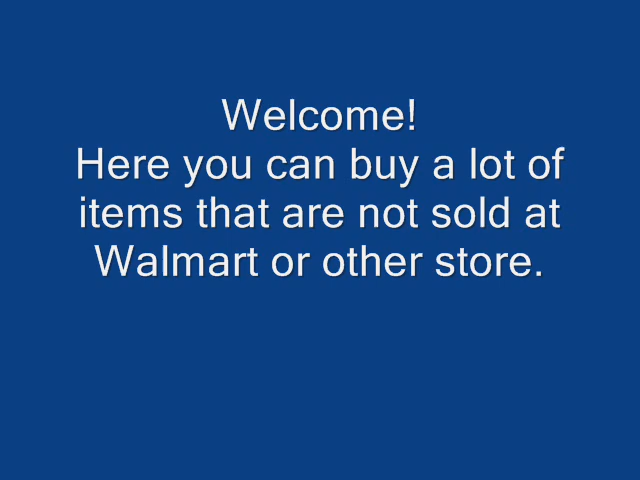 Welcome!
Here you can buy a lot of
items that are not sold at
Walmart or other store.